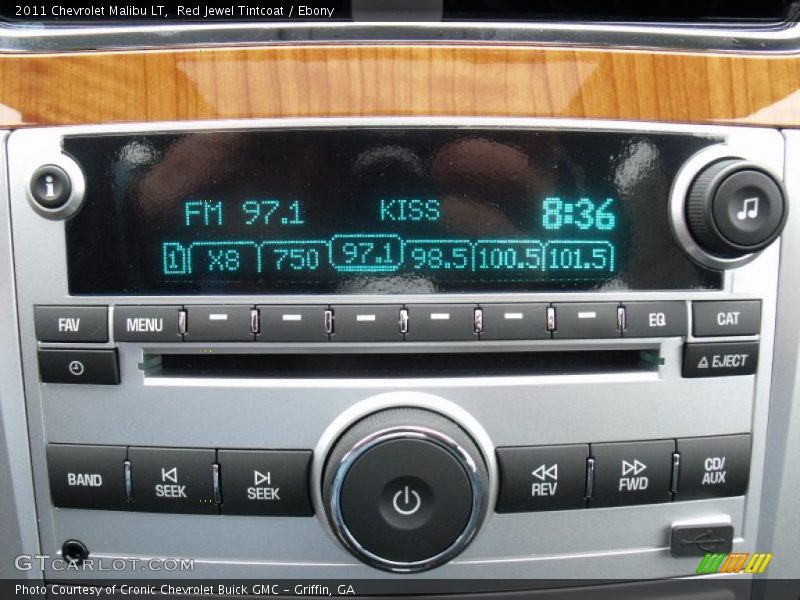 2011 Chevrolet Malibu LT, Red Jewel Tintcoat / Ebony
i
FM 97.1 KISS 8:36
1 X8 750 97.1 98.5 100.5 101.5
FAV MENU EQ CAT
EJECT
BAND SEEK SEEK REV FWD CD/
AUX
GTCARLOT.COM
Photo Courtesy of Cronic Chevrolet Buick GMC - Griffin, GA